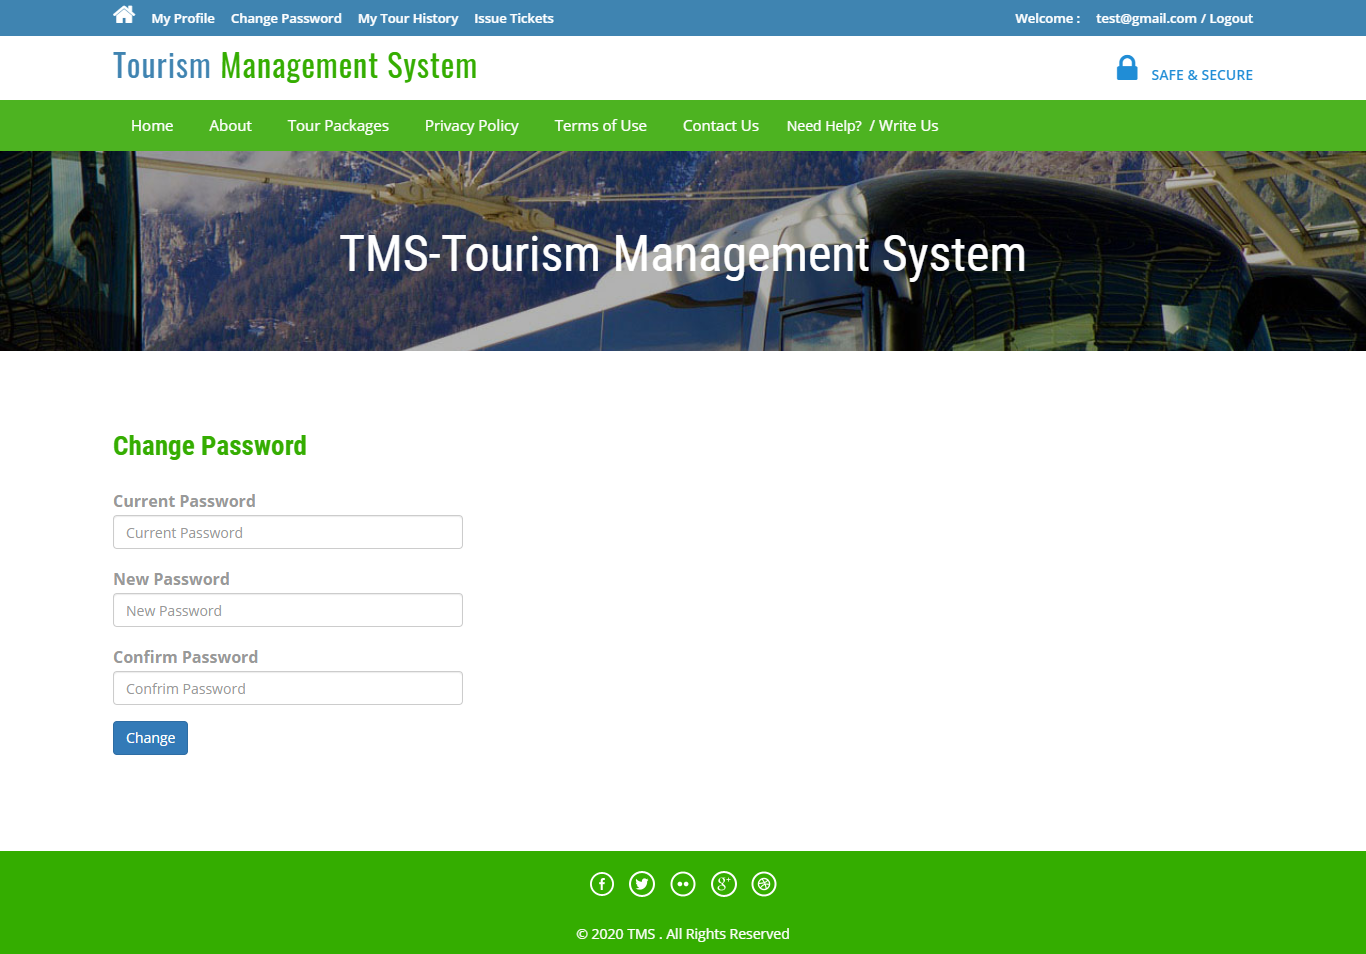 My Profile Change Password My Tour History Issue Tickets Welcome : test@gmail.com / Logout
Tourism Management System
SAFE & SECURE
Home About Tour Packages Privacy Policy Terms of Use Contact Us Need Help? / Write Us
TMS-Tourism Management System
Change Password
Current Password
Current Password
New Password
New Password
Confirm Password
Confrim Password
Change
© 2020 TMS . All Rights Reserved